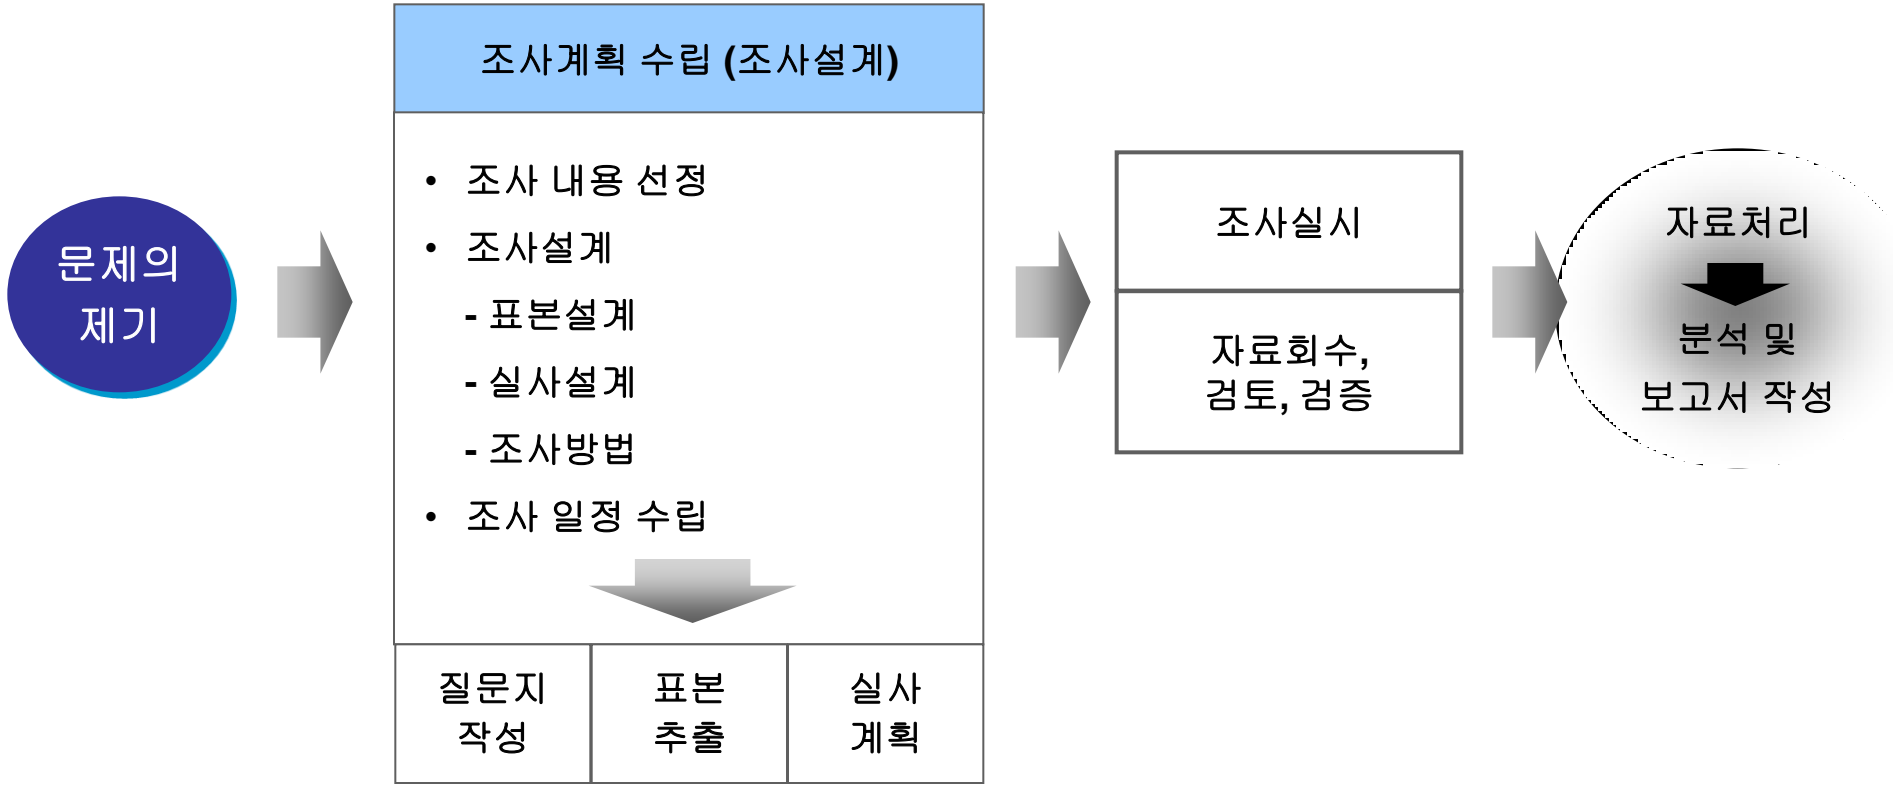 문제의
제기
조사계획 수립 (조사설계)
• 조사 내용 선정
• 조사설계
- 표본설계
- 실사설계
- 조사방법
• 조사 일정 수립
질문지
작성
표본
추출
실사
계획
조사실시
자료회수,
검토, 검증
자료처리
분석 및
보고서 작성